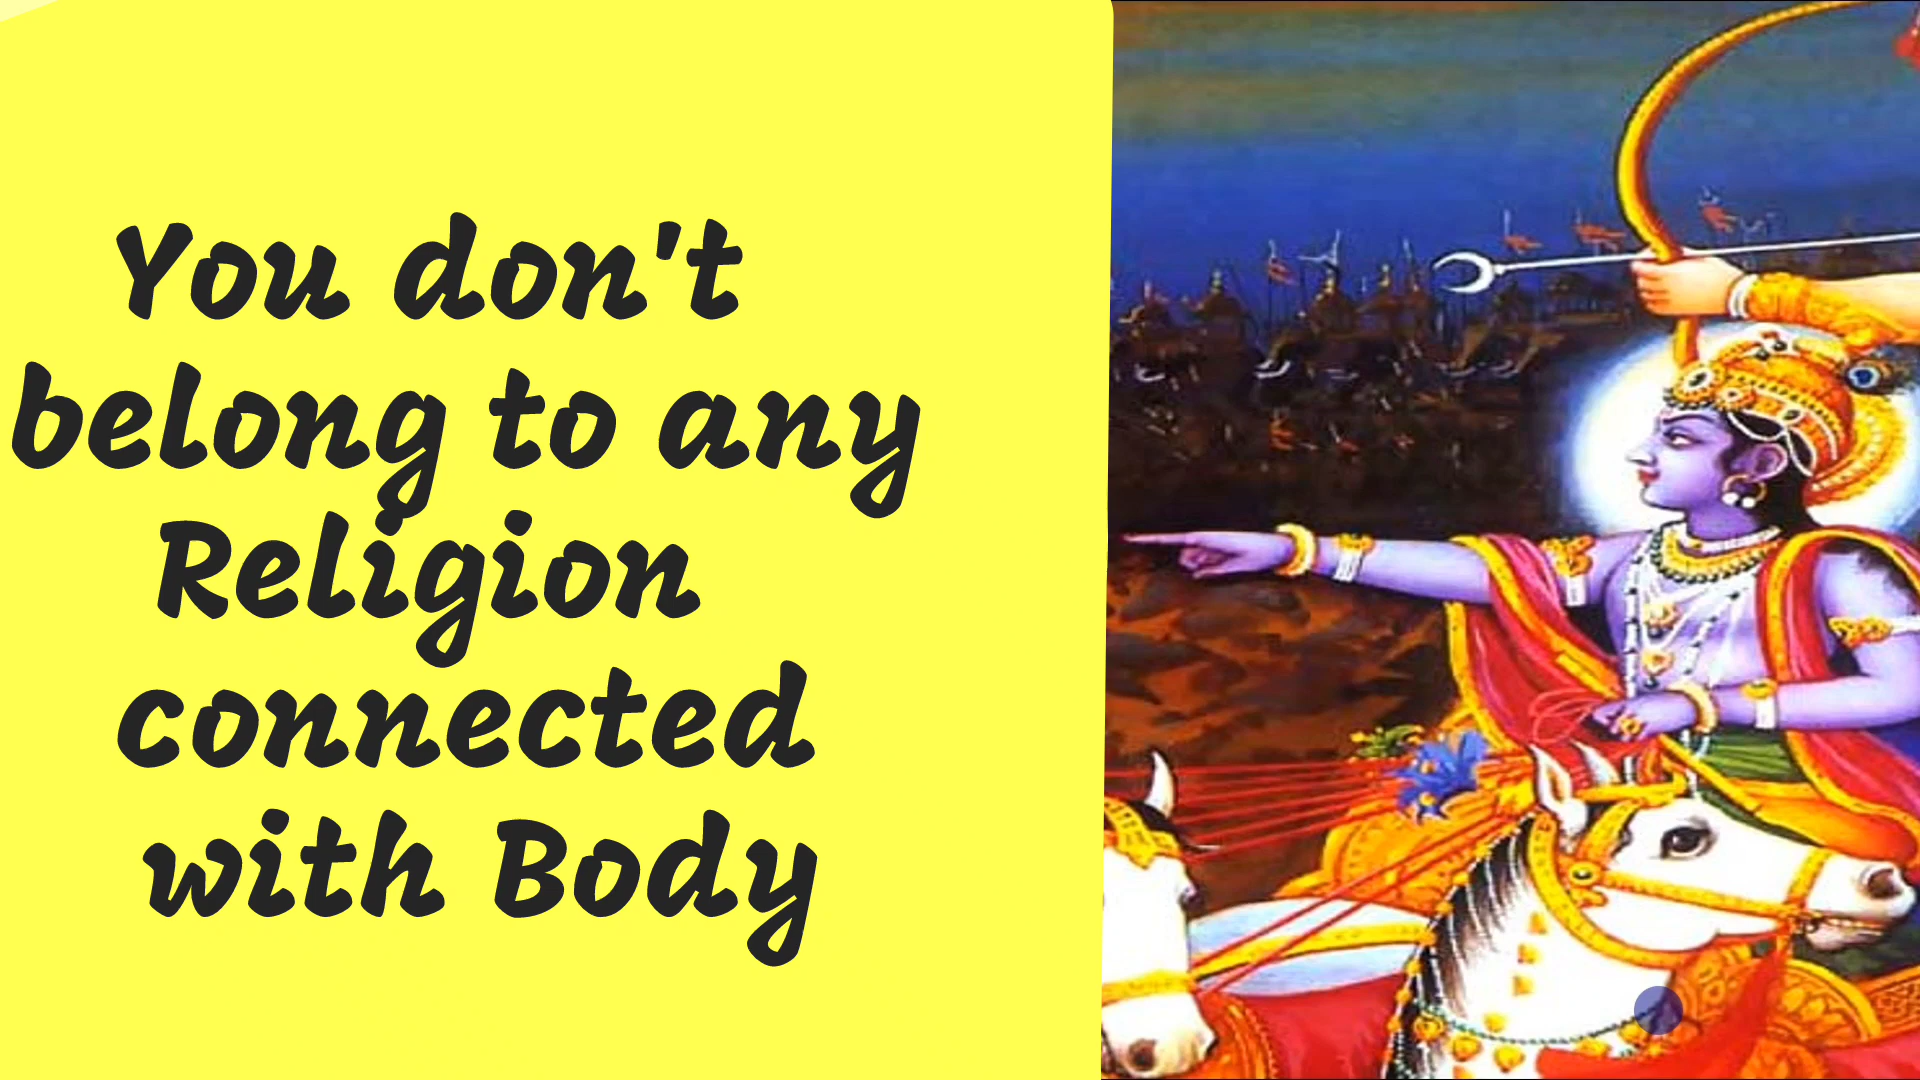 You don't
belong to any
Religion
connected
with Body